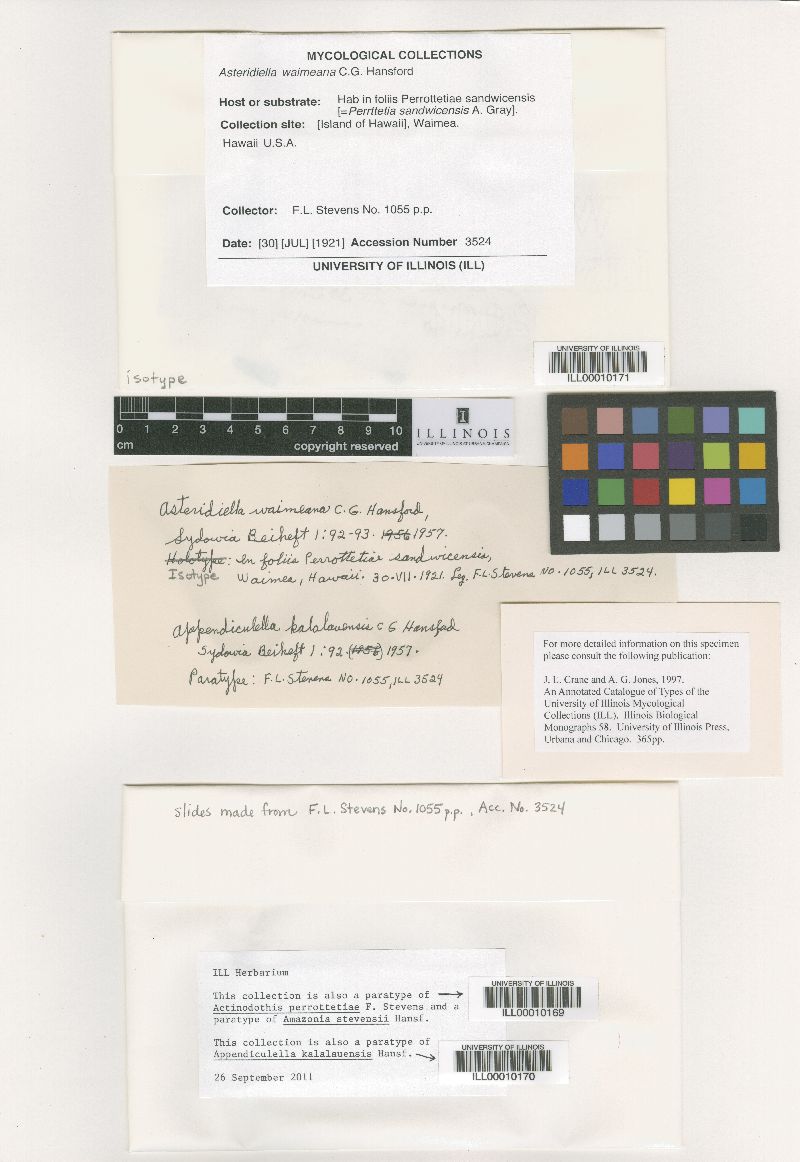 MYCOLOGICAL COLLECTIONS
Asteridiella waimeana C.G. Hansford
Host or substrate: Hab in foliis Perrottetiae sandwicensis
[=Perrttetia sandwicensis A. Gray].
Collection site: [Island of Hawaii], Waimea.
Hawaii U.S.A.
Collector: F.L. Stevens No. 1055 p.p.
Date: [30] [JUL] [1921] Accession Number 3524
UNIVERSITY OF ILLINOIS (ILL)
UNIVERSITY OF ILLINOIS
ILL00010171
isotype
0 1 2 3 4 5 6 7 8 9 10
cm copyright reserved
I
ILLINOIS
UNIVERSITY OF ILLINOIS AT URBANA-CHAMPAIGN
Asteridiella waimeana C. G. Hansford,
Sydowia Beiheft 1: 92-93. 1956 1957.
Holotype: In foliis Perrottetiae sandwicensis,
Isotype Waimea, Hawaii. 30.VII.1921. Leg. F.L. Stevens NO. 1055, ILL 3524.
Appendiculella kalalauensis C G Hansford
Sydowia Beiheft 1: 92 (1956) 1957.
Paratype: F.L. Stevens NO. 1055, ILL 3524
For more detailed information on this specimen
please consult the following publication:
J. L. Crane and A. G. Jones, 1997.
An Annotated Catalogue of Types of the
University of Illinois Mycological
Collections (ILL). Illinois Biological
Monographs 58. University of Illinois Press,
Urbana and Chicago. 365pp.
slides made from F.L. Stevens No. 1055 p.p., Acc. No. 3524
ILL Herbarium
This collection is also a paratype of
Actinodothis perrottetiae F. Stevens and a
paratype of Amazonia stevensii Hansf.
UNIVERSITY OF ILLINOIS
ILL00010169
This collection is also a paratype of
Appendiculella kalalauensis Hansf.
UNIVERSITY OF ILLINOIS
ILL00010170
26 September 2011